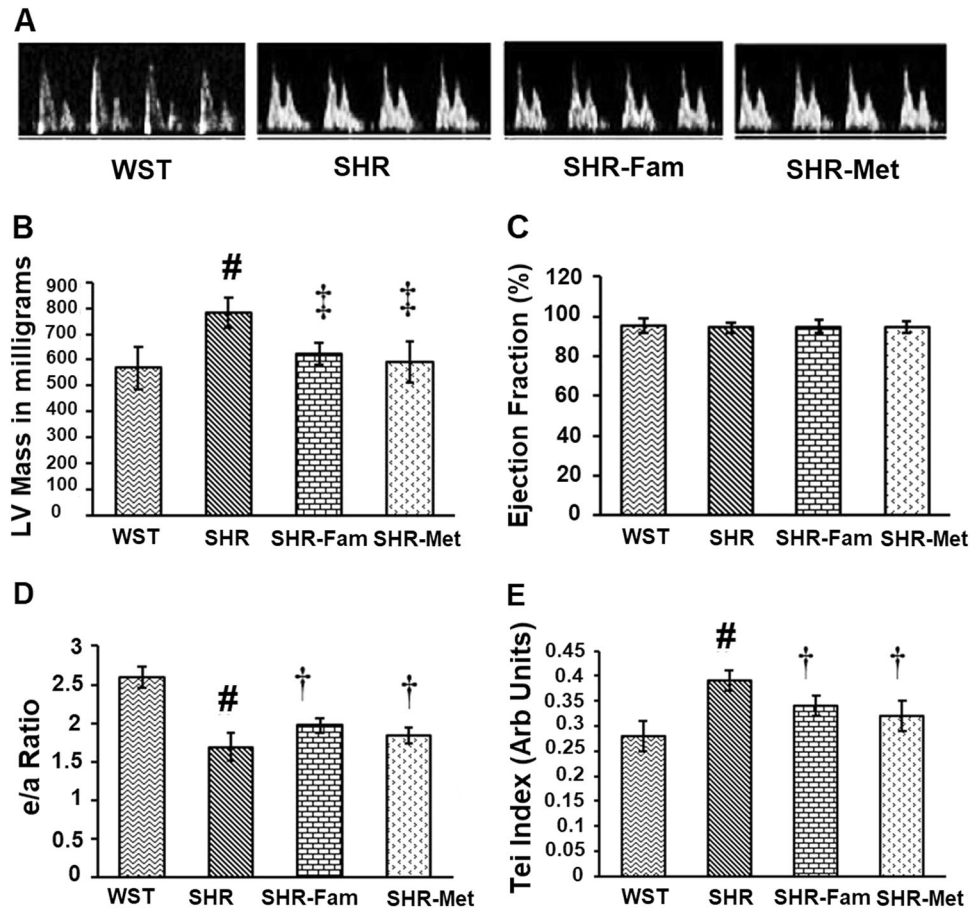 A
WST SHR SHR-Fam SHR-Met
B
LV Mass in milligrams
900
800
700
600
500
400
300
200
100
0
# ‡ ‡
WST SHR SHR-Fam SHR-Met
C
Ejection Fraction (%)
120
100
80
60
40
20
0
WST SHR SHR-Fam SHR-Met
D
e/a Ratio
3
2.5
2
1.5
1
0.5
0
# † †
WST SHR SHR-Fam SHR-Met
E
Tei Index (Arb Units)
0.45
0.4
0.35
0.3
0.25
0.2
0.15
0.1
0.05
0
# † †
WST SHR SHR-Fam SHR-Met